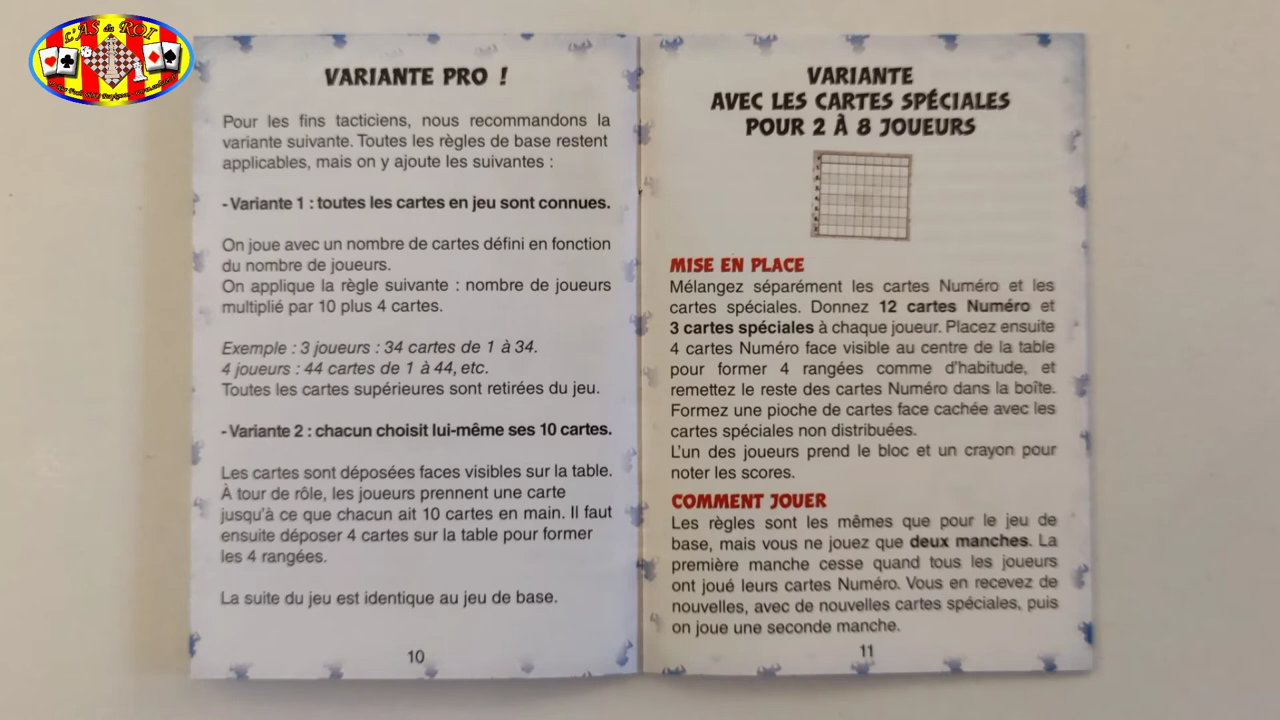 L'AS du ROI
VARIANTE PRO !
Pour les fins tacticiens, nous recommandons la
variante suivante. Toutes les règles de base restent
applicables, mais on y ajoute les suivantes :
- Variante 1 : toutes les cartes en jeu sont connues.
On joue avec un nombre de cartes défini en fonction
du nombre de joueurs.
On applique la règle suivante : nombre de joueurs
multiplié par 10 plus 4 cartes.
Exemple : 3 joueurs : 34 cartes de 1 à 34.
4 joueurs : 44 cartes de 1 à 44, etc.
Toutes les cartes supérieures sont retirées du jeu.
- Variante 2 : chacun choisit lui-même ses 10 cartes.
Les cartes sont déposées faces visibles sur la table.
À tour de rôle, les joueurs prennent une carte
jusqu'à ce que chacun ait 10 cartes en main. Il faut
ensuite déposer 4 cartes sur la table pour former
les 4 rangées.
La suite du jeu est identique au jeu de base.
10
VARIANTE
AVEC LES CARTES SPÉCIALES
POUR 2 À 8 JOUEURS
MISE EN PLACE
Mélangez séparément les cartes Numéro et les
cartes spéciales. Donnez 12 cartes Numéro et
3 cartes spéciales à chaque joueur. Placez ensuite
4 cartes Numéro face visible au centre de la table
pour former 4 rangées comme d'habitude, et
remettez le reste des cartes Numéro dans la boîte.
Formez une pioche de cartes face cachée avec les
cartes spéciales non distribuées.
L'un des joueurs prend le bloc et un crayon pour
noter les scores.
COMMENT JOUER
Les règles sont les mêmes que pour le jeu de
base, mais vous ne jouez que deux manches. La
première manche cesse quand tous les joueurs
ont joué leurs cartes Numéro. Vous en recevez de
nouvelles, avec de nouvelles cartes spéciales, puis
on joue une seconde manche.
11